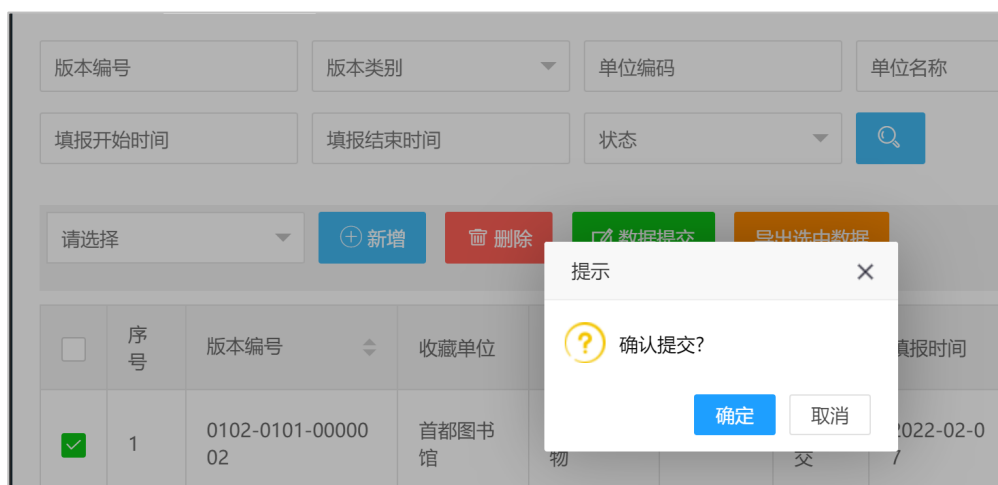 版本编号 版本类别 单位编码 单位名称
填报开始时间 填报结束时间 状态
请选择 新增 删除 数据提交 导出选中数据
提示
确认提交?
确定 取消
序号 版本编号 收藏单位 填报时间
1 0102-0101-0000002 首都图书馆 物 交 2022-02-07